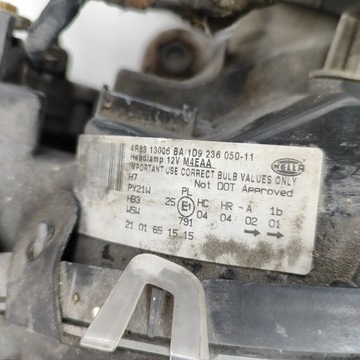 4R83 13006 BA 1D9 236 050-11
Headlamp 12V M4EAA
HELLA
IMPORTANT USE CORRECT BULB VALUES ONLY
H7 Not DOT Approved
PY21W PL
HB3 25 E1 HC HR -A 1b
W5W 04 04 02 01
791
21 01 65 15 15